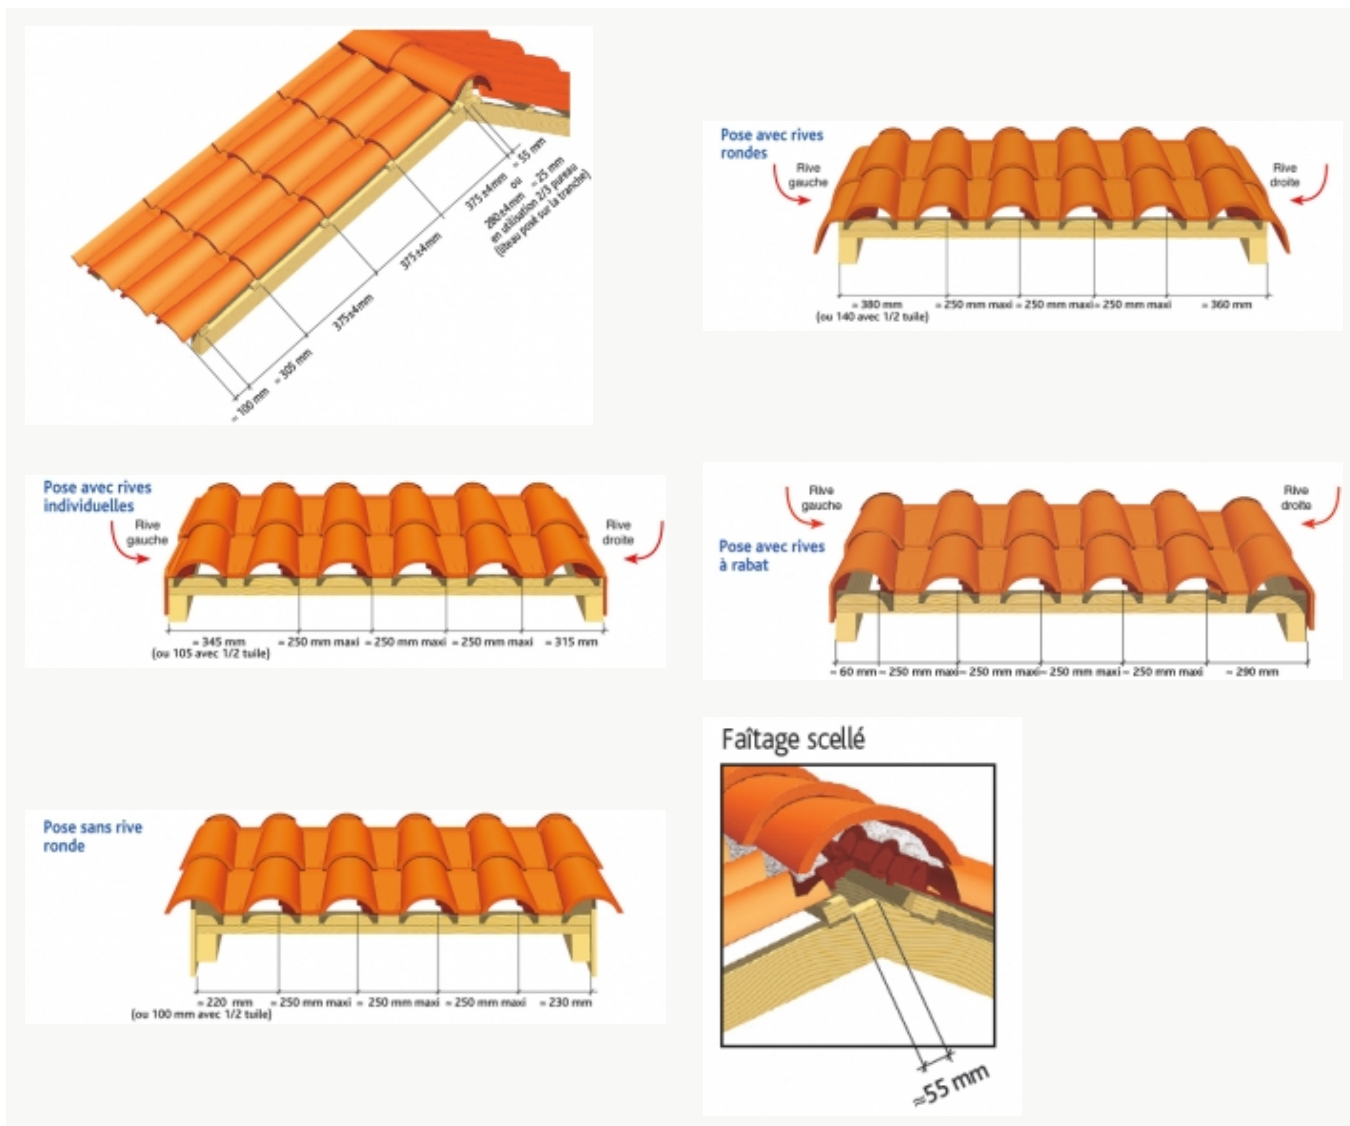 ≈ 55 mm
375 ±4mm ou
280±4mm ≈ 25 mm
en utilisation 2/3 pureau
(liteau posé sur la tranche)
375±4mm
375±4mm
≈ 305 mm
≈ 100 mm
Pose avec rives
rondes
Rive
gauche
Rive
droite
≈ 380 mm ≈ 250 mm maxi ≈ 250 mm maxi ≈ 250 mm maxi ≈ 360 mm
(ou 140 avec 1/2 tuile)
Pose avec rives
individuelles
Rive
gauche
Rive
droite
≈ 345 mm ≈ 250 mm maxi ≈ 250 mm maxi ≈ 250 mm maxi ≈ 315 mm
(ou 105 avec 1/2 tuile)
Rive
gauche
Rive
droite
Pose avec rives
à rabat
≈ 60 mm ≈ 250 mm maxi ≈ 250 mm maxi ≈ 250 mm maxi ≈ 250 mm maxi ≈ 290 mm
Pose sans rive
ronde
≈ 220 mm ≈ 250 mm maxi ≈ 250 mm maxi ≈ 250 mm maxi ≈ 230 mm
(ou 100 mm avec 1/2 tuile)
Faîtage scellé
≈55 mm